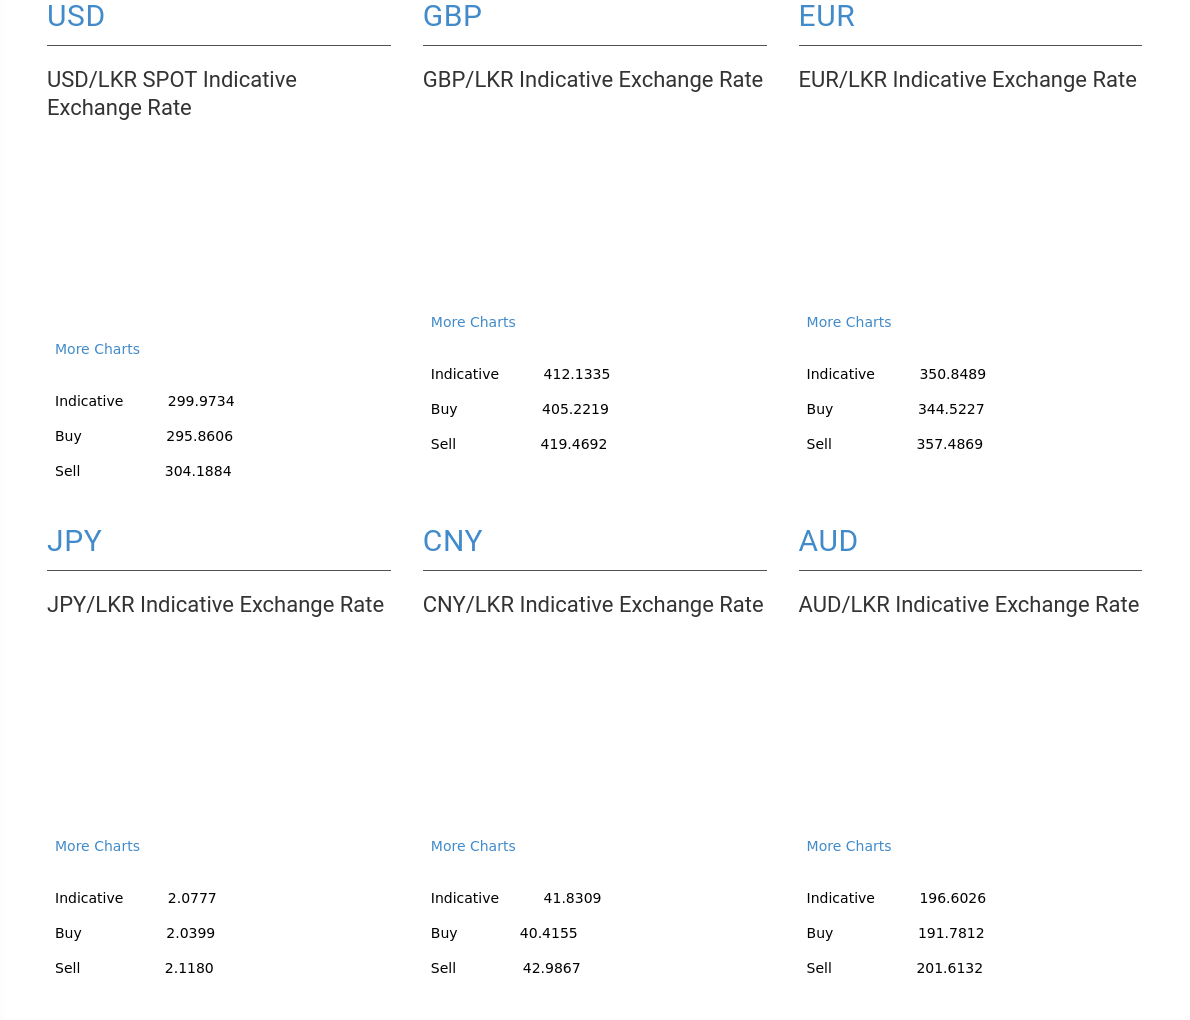 USD
USD/LKR SPOT Indicative
Exchange Rate
More Charts
Indicative 299.9734
Buy 295.8606
Sell 304.1884
GBP
GBP/LKR Indicative Exchange Rate
More Charts
Indicative 412.1335
Buy 405.2219
Sell 419.4692
EUR
EUR/LKR Indicative Exchange Rate
More Charts
Indicative 350.8489
Buy 344.5227
Sell 357.4869
JPY
JPY/LKR Indicative Exchange Rate
More Charts
Indicative 2.0777
Buy 2.0399
Sell 2.1180
CNY
CNY/LKR Indicative Exchange Rate
More Charts
Indicative 41.8309
Buy 40.4155
Sell 42.9867
AUD
AUD/LKR Indicative Exchange Rate
More Charts
Indicative 196.6026
Buy 191.7812
Sell 201.6132